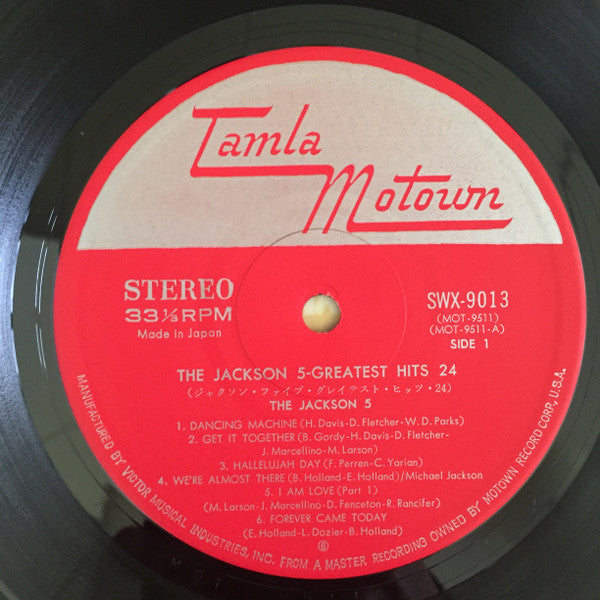 Tamla
Motown
STEREO
33⅓RPM
Made in Japan
SWX-9013
(MOT-9511)
(MOT-9511-A)
SIDE 1
THE JACKSON 5-GREATEST HITS 24
(ジャクソン・ファイブ・グレイテスト・ヒッツ・24)
THE JACKSON 5
1. DANCING MACHINE (H. Davis-D. Fletcher-W.D. Parks)
2. GET IT TOGETHER (B. Gordy-H. Davis-D. Fletcher-
J. Marcellino-M. Larson)
3. HALLELUJAH DAY (F. Perren-C. Yarian)
4. WE'RE ALMOST THERE (B. Holland-E. Holland)/Michael Jackson
5. I AM LOVE (Part 1)
(M. Larson-J. Marcellino-D. Fenceton-R. Rancifer)
6. FOREVER CAME TODAY
(E. Holland-L. Dozier-B. Holland)
MANUFACTURED BY VICTOR MUSICAL INDUSTRIES, INC. FROM A MASTER RECORDING OWNED BY MOTOWN RECORD CORP., U.S.A.